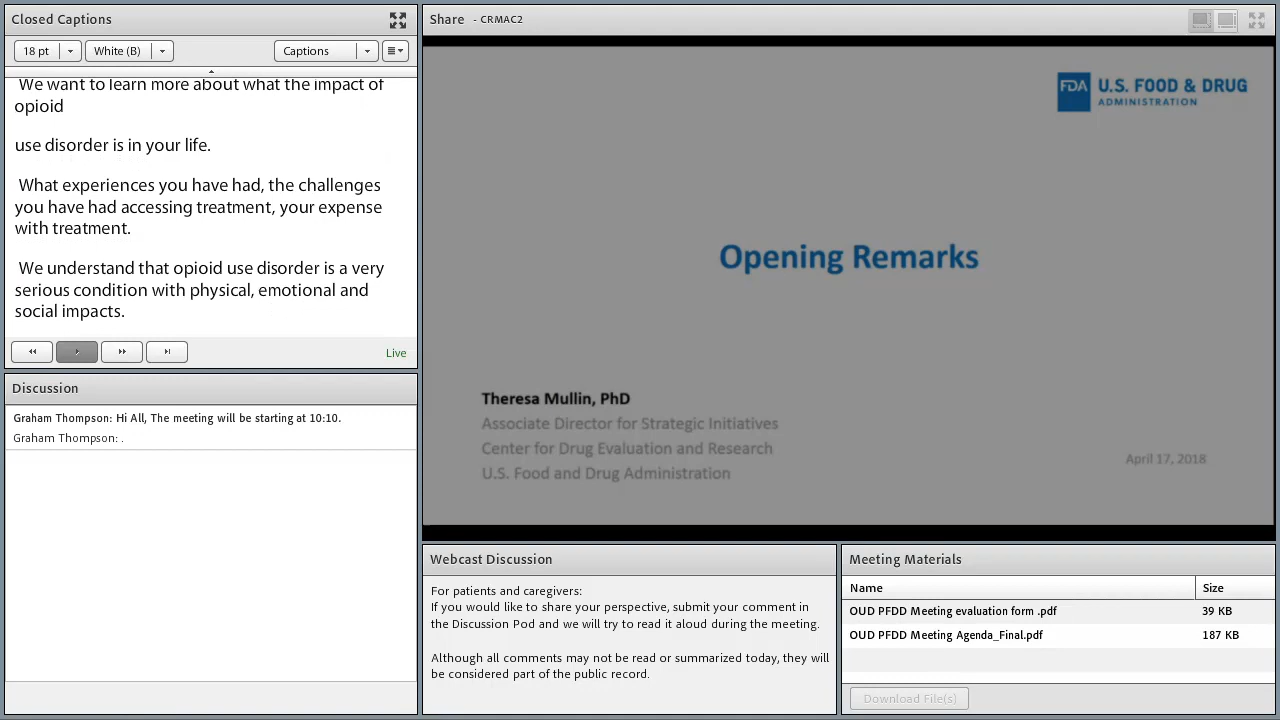 Closed Captions
18 pt
White (B)
Captions
We want to learn more about what the impact of
opioid
use disorder is in your life.
What experiences you have had, the challenges
you have had accessing treatment, your expense
with treatment.
We understand that opioid use disorder is a very
serious condition with physical, emotional and
social impacts.
Live
Discussion
Graham Thompson: Hi All, The meeting will be starting at 10:10.
Graham Thompson: .
Share - CRMAC2
FDA U.S. FOOD & DRUG
ADMINISTRATION
Opening Remarks
Theresa Mullin, PhD
Associate Director for Strategic Initiatives
Center for Drug Evaluation and Research
U.S. Food and Drug Administration
April 17, 2018
Webcast Discussion
For patients and caregivers:
If you would like to share your perspective, submit your comment in
the Discussion Pod and we will try to read it aloud during the meeting.
Although all comments may not be read or summarized today, they will
be considered part of the public record.
Meeting Materials
Name Size
OUD PFDD Meeting evaluation form .pdf 39 KB
OUD PFDD Meeting Agenda_Final.pdf 187 KB
Download File(s)